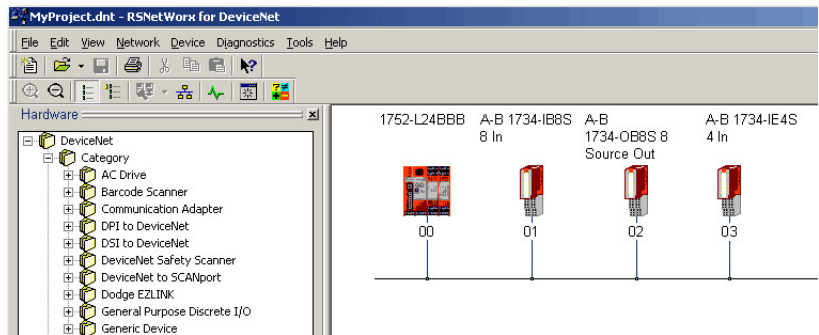 MyProject.dnt - RSNetWorx for DeviceNet
File Edit View Network Device Diagnostics Tools Help
Hardware
DeviceNet
Category
AC Drive
Barcode Scanner
Communication Adapter
DPI to DeviceNet
DSI to DeviceNet
DeviceNet Safety Scanner
DeviceNet to SCANport
Dodge EZLINK
General Purpose Discrete I/O
Generic Device
1752-L24BBB
A-B 1734-IB8S
8 In
A-B
1734-OB8S 8
Source Out
A-B 1734-IE4S
4 In
00
01
02
03